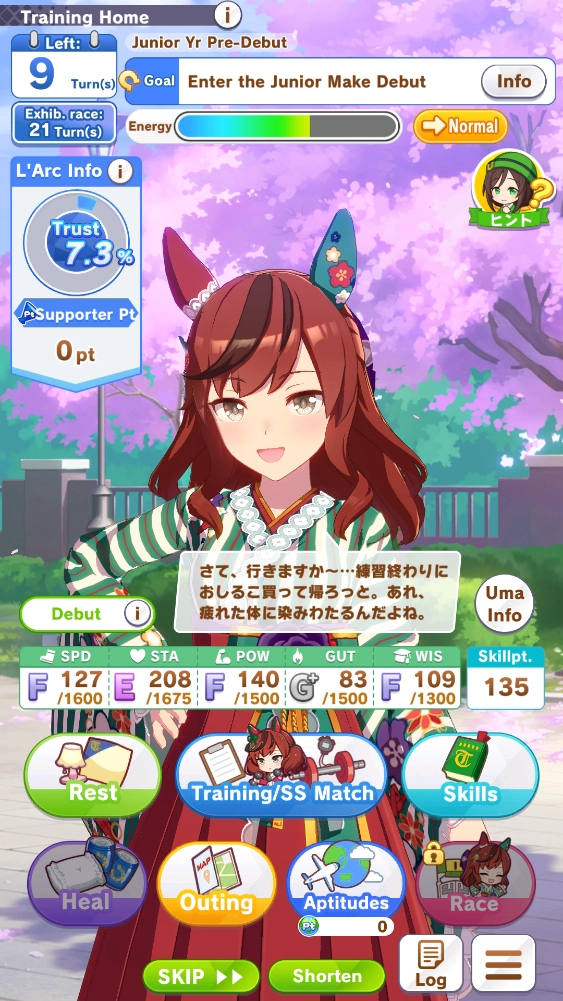 Training Home
i
Left:
9 Turn(s)
Junior Yr Pre-Debut
Goal
Enter the Junior Make Debut
Info
Exhib. race:
21 Turn(s)
Energy
Normal
L'Arc Info
i
ヒント
Trust
7.3%
Pt Supporter Pt
0pt
さて、行きますか〜…練習終わりに
おしるこ買って帰ろっと。あれ、
疲れた体に染みわたるんだよね。
Debut
i
Uma
Info
SPD STA POW GUT WIS
Skillpt.
F 127 E 208 F 140 G+ 83 F 109
/1600 /1675 /1500 /1500 /1300
135
Rest
Training/SS Match
Skills
Heal
MAP
Outing
Aptitudes
Race
Pt 0
SKIP
Shorten
Log